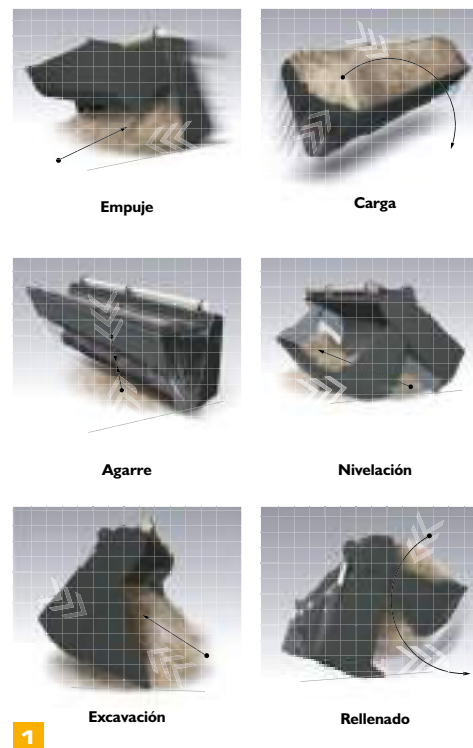 Empuje
Carga
Agarre
Nivelación
Excavación
Rellenado
1